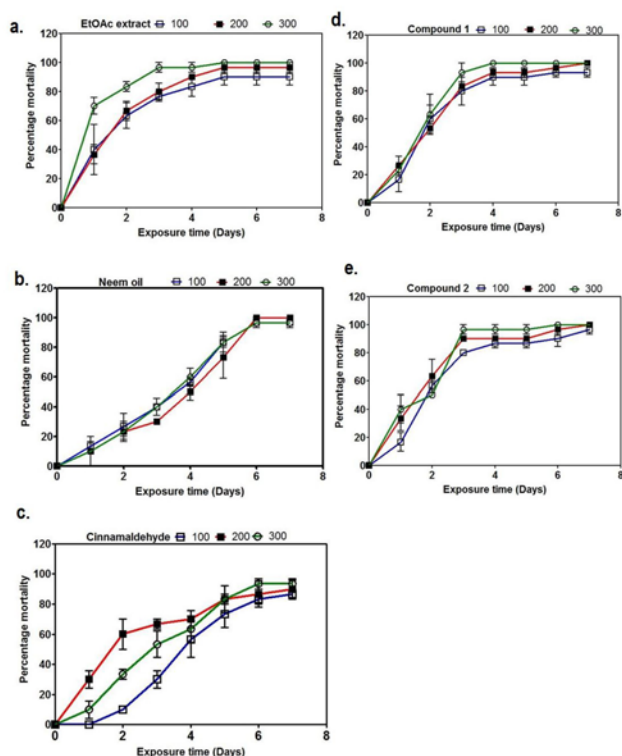 a.
EtOAc extract 100 200 300
Percentage mortality
120
100
80
60
40
20
0
0 2 4 6 8
Exposure time (Days)
b.
Neem oil 100 200 300
Percentage mortality
120
100
80
60
40
20
0
0 2 4 6 8
Exposure time (Days)
c.
Cinnamaldehyde 100 200 300
Percentage mortality
120
100
80
60
40
20
0
0 2 4 6 8
Exposure time (Days)
d.
Compound 1 100 200 300
Percentage mortality
120
100
80
60
40
20
0
0 2 4 6 8
Exposure time (Days)
e.
Compound 2 100 200 300
Percentage mortality
120
100
80
60
40
20
0
0 2 4 6 8
Exposure time (Days)